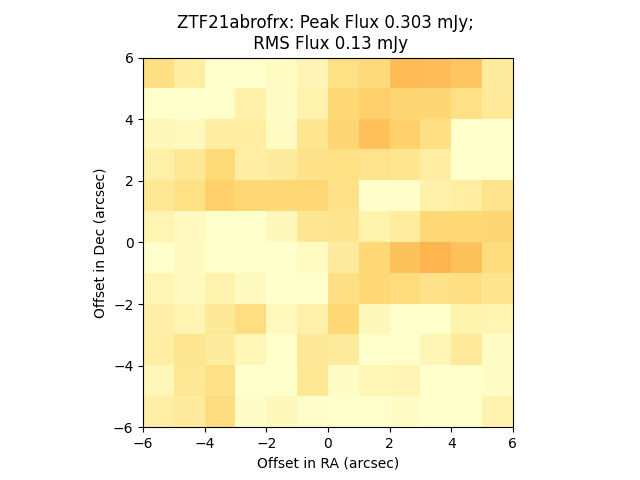 ZTF21abrofrx: Peak Flux 0.303 mJy;
RMS Flux 0.13 mJy
6
4
2
0
−2
−4
−6
Offset in Dec (arcsec)
−6 −4 −2 0 2 4 6
Offset in RA (arcsec)